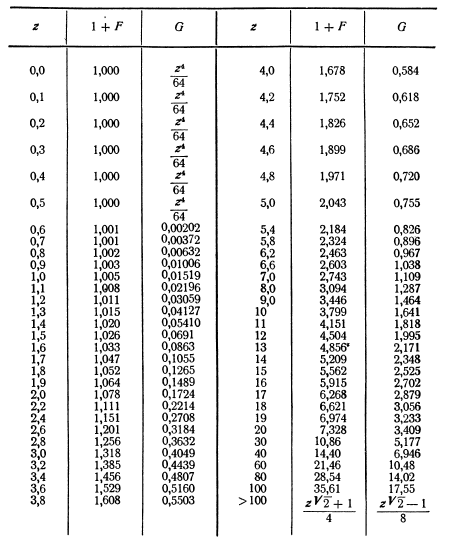 z 1 + F G z 1 + F G
0,0 1,000 z⁴/64 4,0 1,678 0,584
0,1 1,000 z⁴/64 4,2 1,752 0,618
0,2 1,000 z⁴/64 4,4 1,826 0,652
0,3 1,000 z⁴/64 4,6 1,899 0,686
0,4 1,000 z⁴/64 4,8 1,971 0,720
0,5 1,000 z⁴/64 5,0 2,043 0,755
0,6 1,001 0,00202 5,4 2,184 0,826
0,7 1,001 0,00372 5,8 2,324 0,896
0,8 1,002 0,00632 6,2 2,463 0,967
0,9 1,003 0,01006 6,6 2,603 1,038
1,0 1,005 0,01519 7,0 2,743 1,109
1,1 1,008 0,02196 8,0 3,094 1,287
1,2 1,011 0,03059 9,0 3,446 1,464
1,3 1,015 0,04127 10 3,799 1,641
1,4 1,020 0,05410 11 4,151 1,818
1,5 1,026 0,0691 12 4,504 1,995
1,6 1,033 0,0863 13 4,856* 2,171
1,7 1,047 0,1055 14 5,209 2,348
1,8 1,052 0,1265 15 5,562 2,525
1,9 1,064 0,1489 16 5,915 2,702
2,0 1,078 0,1724 17 6,268 2,879
2,2 1,111 0,2214 18 6,621 3,056
2,4 1,151 0,2708 19 6,974 3,233
2,6 1,201 0,3184 20 7,328 3,409
2,8 1,256 0,3632 30 10,86 5,177
3,0 1,318 0,4049 40 14,40 6,946
3,2 1,385 0,4439 60 21,46 10,48
3,4 1,456 0,4807 80 28,54 14,02
3,6 1,529 0,5160 100 35,61 17,55
3,8 1,608 0,5503 >100 z√2 + 1/4 z√2 — 1/8